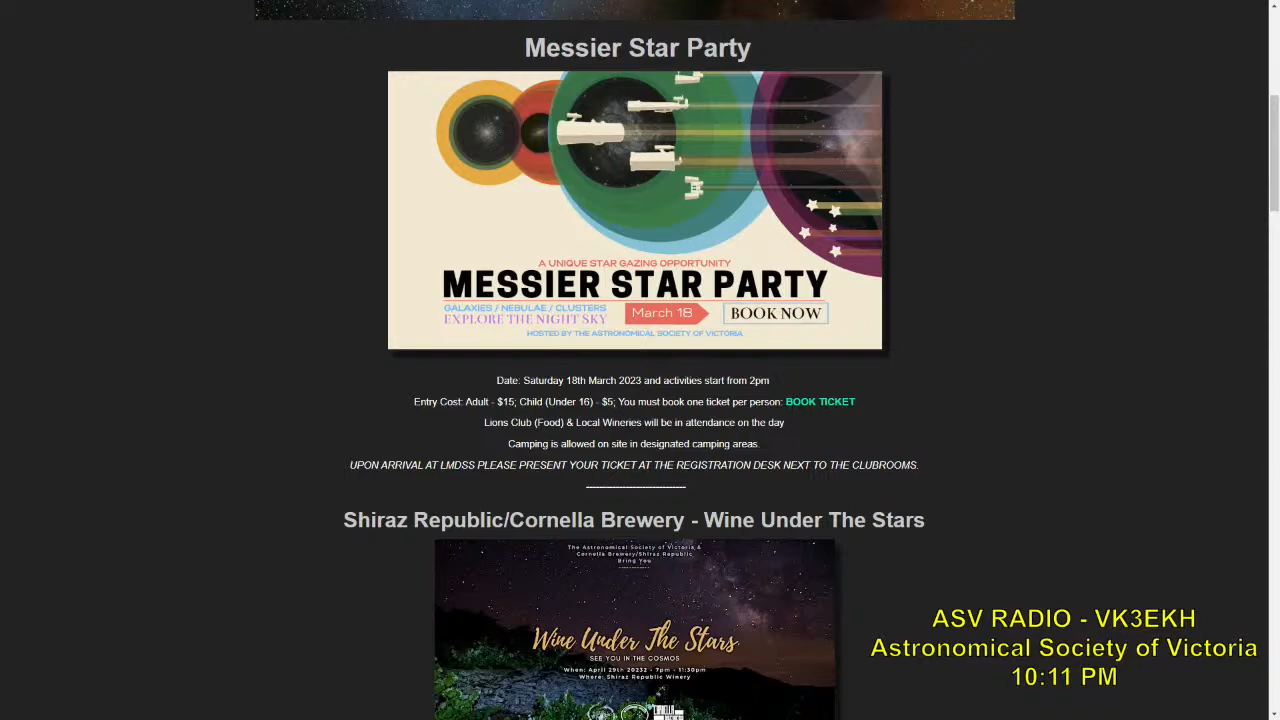 Messier Star Party
A UNIQUE STAR GAZING OPPORTUNITY
MESSIER STAR PARTY
GALAXIES / NEBULAE / CLUSTERS
EXPLORE THE NIGHT SKY
March 18
BOOK NOW
HOSTED BY THE ASTRONOMICAL SOCIETY OF VICTORIA
Date: Saturday 18th March 2023 and activities start from 2pm
Entry Cost: Adult - $15; Child (Under 16) - $5; You must book one ticket per person: BOOK TICKET
Lions Club (Food) & Local Wineries will be in attendance on the day
Camping is allowed on site in designated camping areas.
UPON ARRIVAL AT LMDSS PLEASE PRESENT YOUR TICKET AT THE REGISTRATION DESK NEXT TO THE CLUBROOMS.
------------------------------
Shiraz Republic/Cornella Brewery - Wine Under The Stars
The Astronomical Society of Victoria &
Cornella Brewery/Shiraz Republic
Bring You
Wine Under The Stars
SEE YOU IN THE COSMOS
When: April 29th 20232 - 7pm - 11:30pm
Where: Shiraz Republic Winery
ASV RADIO - VK3EKH
Astronomical Society of Victoria
10:11 PM